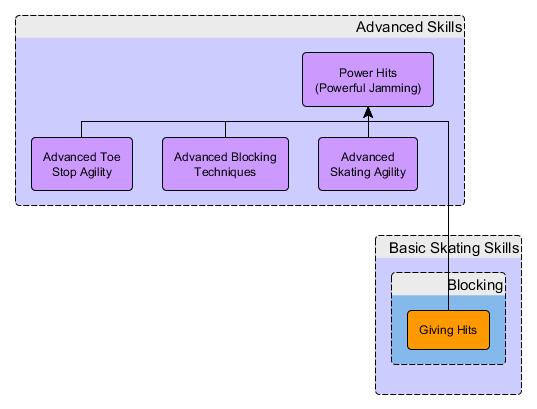 Advanced Skills
Power Hits
(Powerful Jamming)
Advanced Toe
Stop Agility
Advanced Blocking
Techniques
Advanced
Skating Agility
Basic Skating Skills
Blocking
Giving Hits